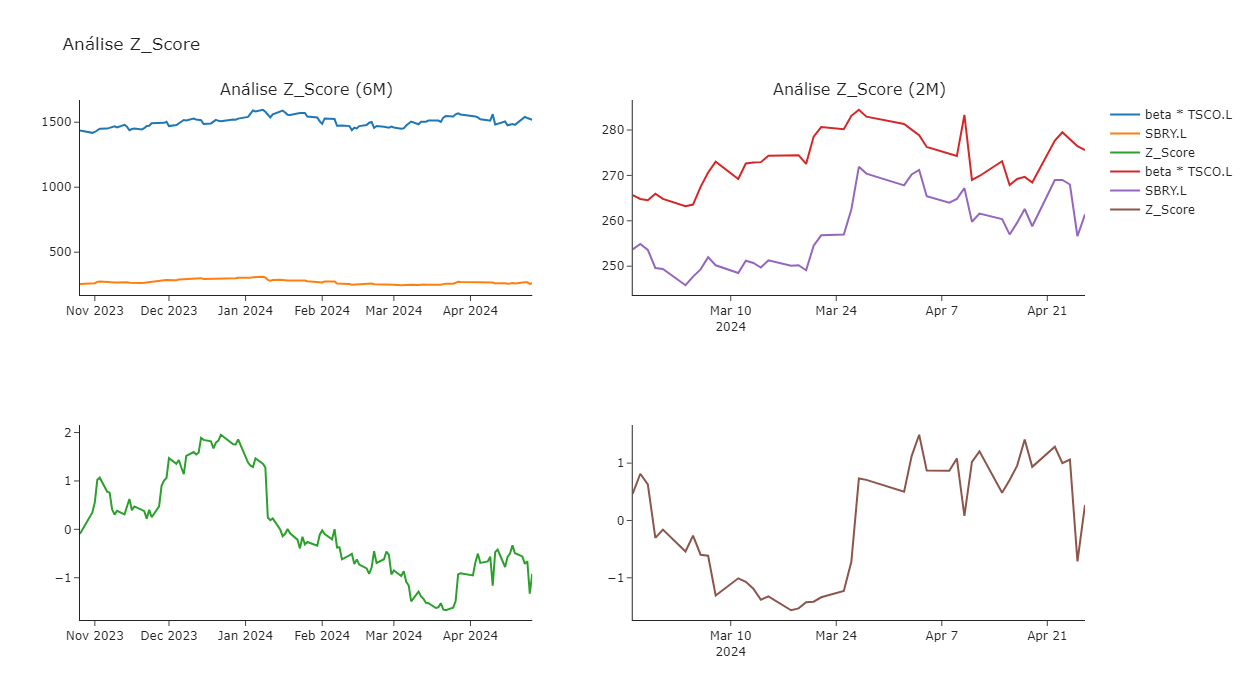 Análise Z_Score
Análise Z_Score (6M)
1500
1000
500
Nov 2023 Dec 2023 Jan 2024 Feb 2024 Mar 2024 Apr 2024
Análise Z_Score (2M)
280
270
260
250
Mar 10 Mar 24 Apr 7 Apr 21
2024
beta * TSCO.L
SBRY.L
Z_Score
beta * TSCO.L
SBRY.L
Z_Score
2
1
0
−1
Nov 2023 Dec 2023 Jan 2024 Feb 2024 Mar 2024 Apr 2024
1
0
−1
Mar 10 Mar 24 Apr 7 Apr 21
2024